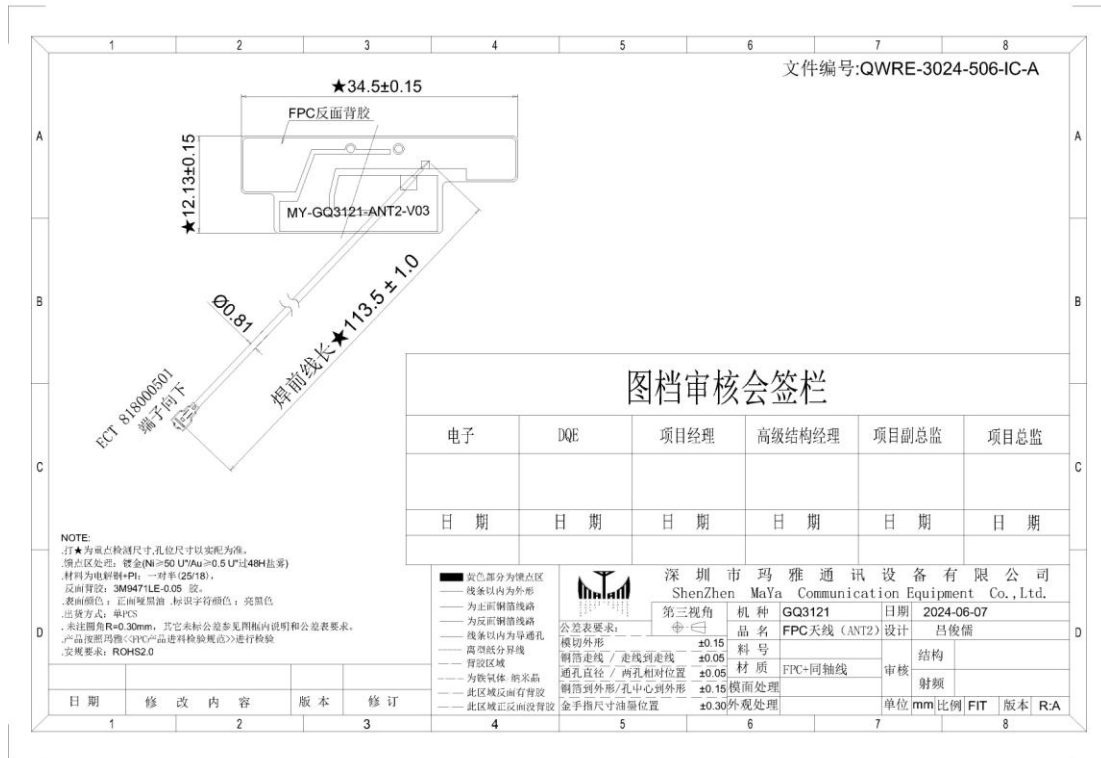 1 2 3 4 5 6 7 8
文件编号:QWRE-3024-506-IC-A
★34.5±0.15
FPC反面背胶
A A
★12.13±0.15
MY-GQ3121-ANT2-V03
B B
Ø0.81
焊前线长★113.5±1.0
ECT 818000501
端子向下
图档审核会签栏
电子 DQE 项目经理 高级结构经理 项目副总监 项目总监
C C
日 期 日 期 日 期 日 期 日 期 日 期
NOTE:
.打★为重点检测尺寸,孔位尺寸以实配为准。
.馈点区处理: 镀金(Ni≥50 U"/Au≥0.5 U"过48H盐雾)
.材料为电解铜+PI: 一对半(25/18)。
反面背胶: 3M9471LE-0.05 胶。
.表面颜色: 正面哑黑油 .标识字符颜色: 亮黑色
.出货方式: 单PCS
.未注圆角R=0.30mm, 其它未标公差参见图框内说明和公差表要求。
.产品按照玛雅<<FPC产品进料检验规范>>进行检验
.安规要求: ROHS2.0
黄色部分为馈点区
线条以内为外形
为正面铜箔线路
为反面铜箔线路
线条以内为导通孔
离型纸分界线
背胶区域
为铁氧体 纳米晶
此区域反面有背胶
此区域正反面没背胶
深圳市玛雅通讯设备有限公司
ShenZhen MaYa Communication Equipment Co.,Ltd.
第三视角
公差表要求:
模切外形 ±0.15
铜箔走线 / 走线到走线 ±0.05
通孔直径 / 两孔相对位置 ±0.05
铜箔到外形/孔中心到外形 ±0.15
金手指尺寸油墨位置 ±0.30
机 种 GQ3121 日期 2024-06-07
品 名 FPC天线（ANT2） 设计 吕俊儒
料 号
材 质 FPC+同轴线 审核 结构
模面处理 射频
外观处理 单位 mm 比例 FIT 版本 R:A
D D
日 期 修 改 内 容 版 本 修 订
1 2 3 4 5 6 7 8